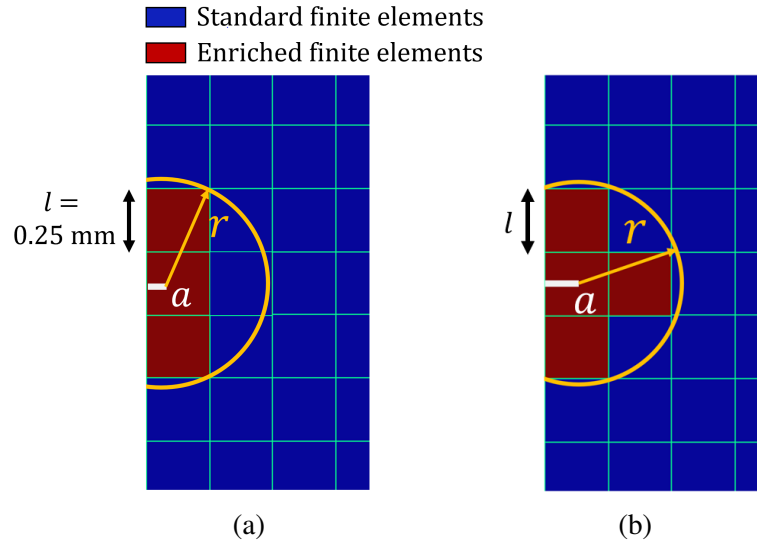 Standard finite elements
Enriched finite elements
l =
0.25 mm
r
a
l
r
a
(a)
(b)